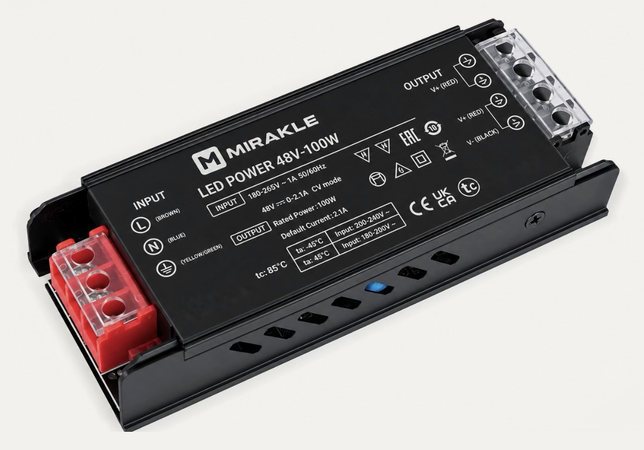 M MIRAKLE
LED POWER 48V-100W
INPUT 180-265V ~ 1A 50/60Hz
48V ⎓ 0-2.1A CV mode
OUTPUT Rated Power:100W
Default Current:2.1A
ta: -45°C Input: 200-240V~
ta: 45°C Input:180-200V~
tc: 85°C
INPUT
L (BROWN)
N (BLUE)
(YELLOW/GREEN)
OUTPUT
V+ (RED)
V+ (RED)
V- (BLACK)
EAC
10
CE UK CA tc